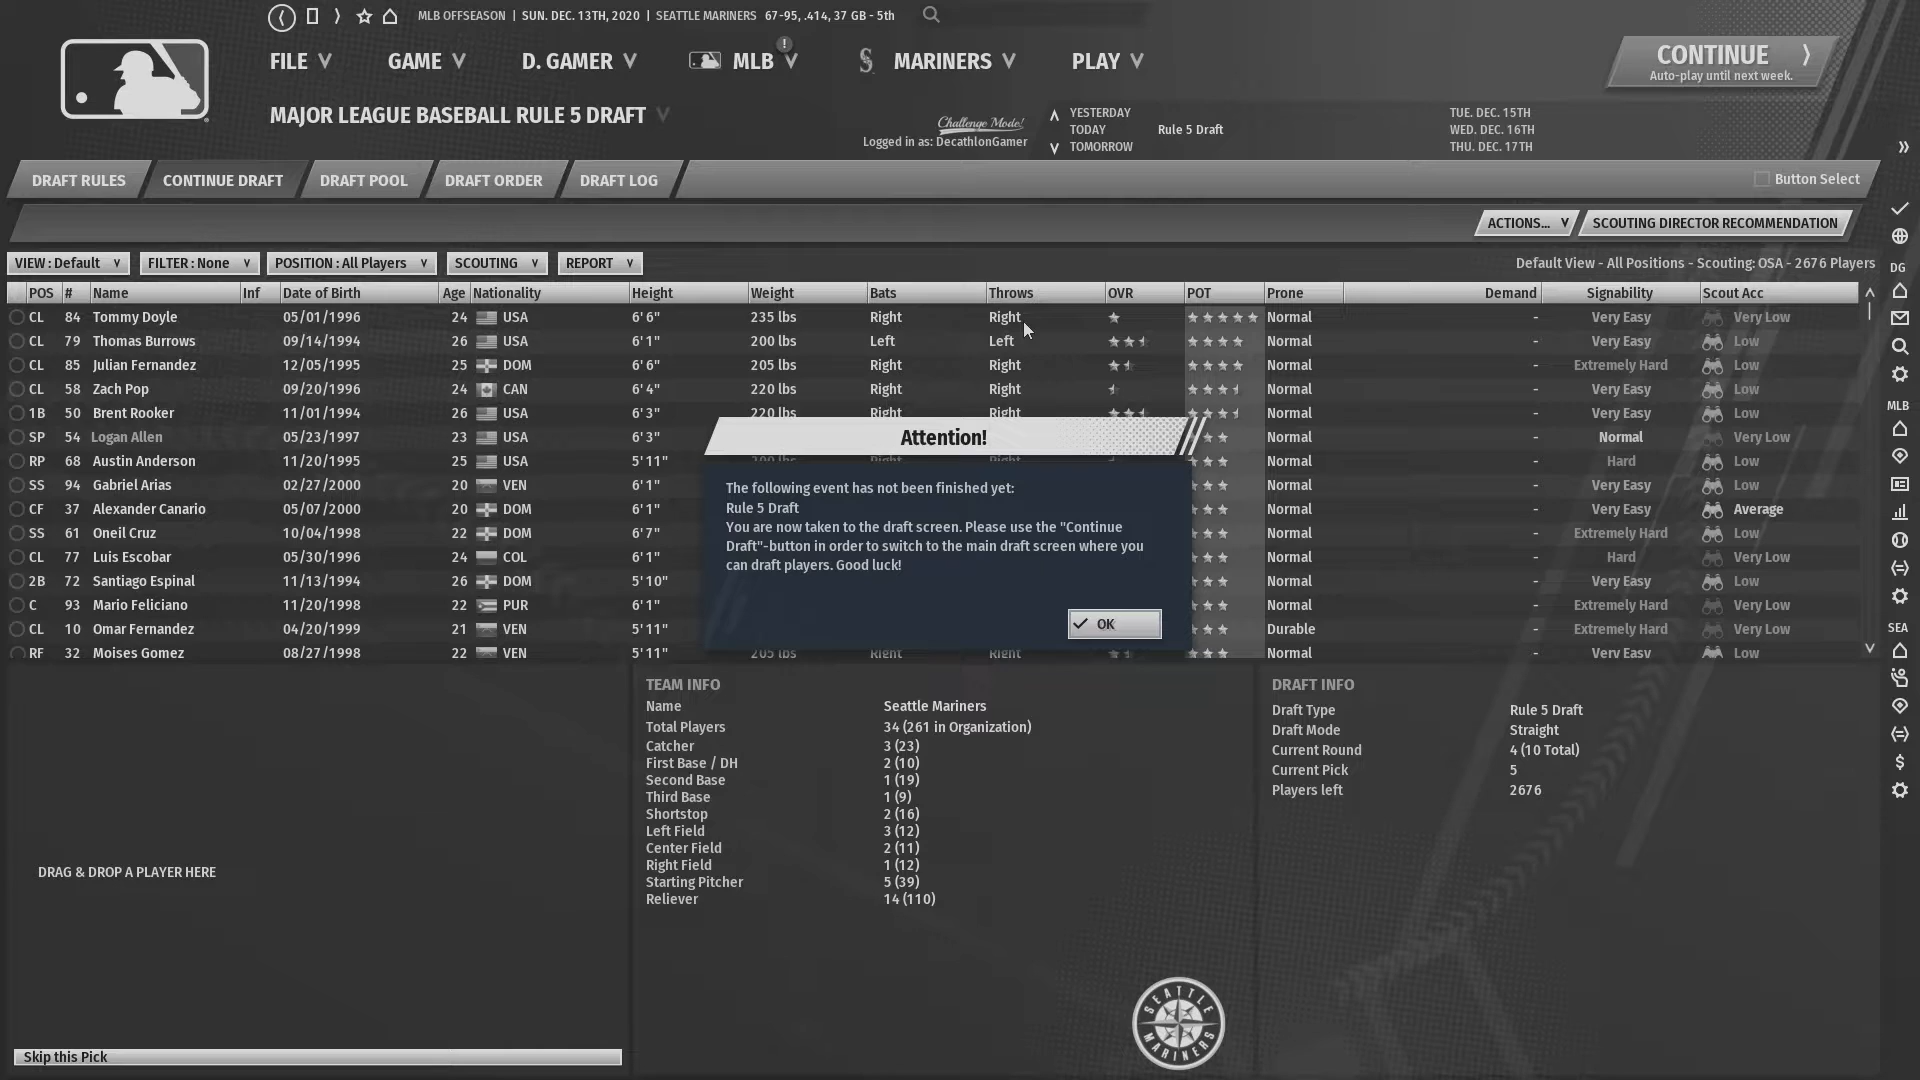 MLB OFFSEASON | SUN. DEC. 13TH, 2020 | SEATTLE MARINERS 67-95, .414, 37 GB - 5th
FILE GAME D. GAMER MLB ! MARINERS PLAY
CONTINUE
Auto-play until next week.
MAJOR LEAGUE BASEBALL RULE 5 DRAFT
Challenge Mode!
Logged in as: DecathlonGamer
YESTERDAY
TODAY Rule 5 Draft
TOMORROW
TUE. DEC. 15TH
WED. DEC. 16TH
THU. DEC. 17TH
DRAFT RULES CONTINUE DRAFT DRAFT POOL DRAFT ORDER DRAFT LOG Button Select
ACTIONS... SCOUTING DIRECTOR RECOMMENDATION
VIEW : Default FILTER : None POSITION : All Players SCOUTING REPORT Default View - All Positions - Scouting: OSA - 2676 Players
POS # Name Inf Date of Birth Age Nationality Height Weight Bats Throws OVR POT Prone Demand Signability Scout Acc
CL 84 Tommy Doyle 05/01/1996 24 USA 6' 6" 235 lbs Right Right Normal - Very Easy Very Low
CL 79 Thomas Burrows 09/14/1994 26 USA 6' 1" 200 lbs Left Left Normal - Very Easy Low
CL 85 Julian Fernandez 12/05/1995 25 DOM 6' 6" 205 lbs Right Right Normal - Extremely Hard Low
CL 58 Zach Pop 09/20/1996 24 CAN 6' 4" 220 lbs Right Right Normal - Very Easy Low
1B 50 Brent Rooker 11/01/1994 26 USA 6' 3" 220 lbs Right Right Normal - Very Easy Low
SP 54 Logan Allen 05/23/1997 23 USA 6' 3" Normal - Normal Very Low
RP 68 Austin Anderson 11/20/1995 25 USA 5' 11" Normal - Hard Low
SS 94 Gabriel Arias 02/27/2000 20 VEN 6' 1" Normal - Very Easy Low
CF 37 Alexander Canario 05/07/2000 20 DOM 6' 1" Normal - Very Easy Average
SS 61 Oneil Cruz 10/04/1998 22 DOM 6' 7" Normal - Extremely Hard Low
CL 77 Luis Escobar 05/30/1996 24 COL 6' 1" Normal - Hard Very Low
2B 72 Santiago Espinal 11/13/1994 26 DOM 5' 10" Normal - Very Easy Low
C 93 Mario Feliciano 11/20/1998 22 PUR 6' 1" Normal - Extremely Hard Very Low
CL 10 Omar Fernandez 04/20/1999 21 VEN 5' 11" Durable - Extremely Hard Very Low
RF 32 Moises Gomez 08/27/1998 22 VEN 5' 11" 205 lbs Right Right Normal - Very Easy Low
Attention!
The following event has not been finished yet:
Rule 5 Draft
You are now taken to the draft screen. Please use the "Continue
Draft"-button in order to switch to the main draft screen where you
can draft players. Good luck!
OK
DRAG & DROP A PLAYER HERE
Skip this Pick
TEAM INFO
Name Seattle Mariners
Total Players 34 (261 in Organization)
Catcher 3 (23)
First Base / DH 2 (10)
Second Base 1 (19)
Third Base 1 (9)
Shortstop 2 (16)
Left Field 3 (12)
Center Field 2 (11)
Right Field 1 (12)
Starting Pitcher 5 (39)
Reliever 14 (110)
SEATTLE MARINERS
DRAFT INFO
Draft Type Rule 5 Draft
Draft Mode Straight
Current Round 4 (10 Total)
Current Pick 5
Players left 2676
DG
MLB
SEA